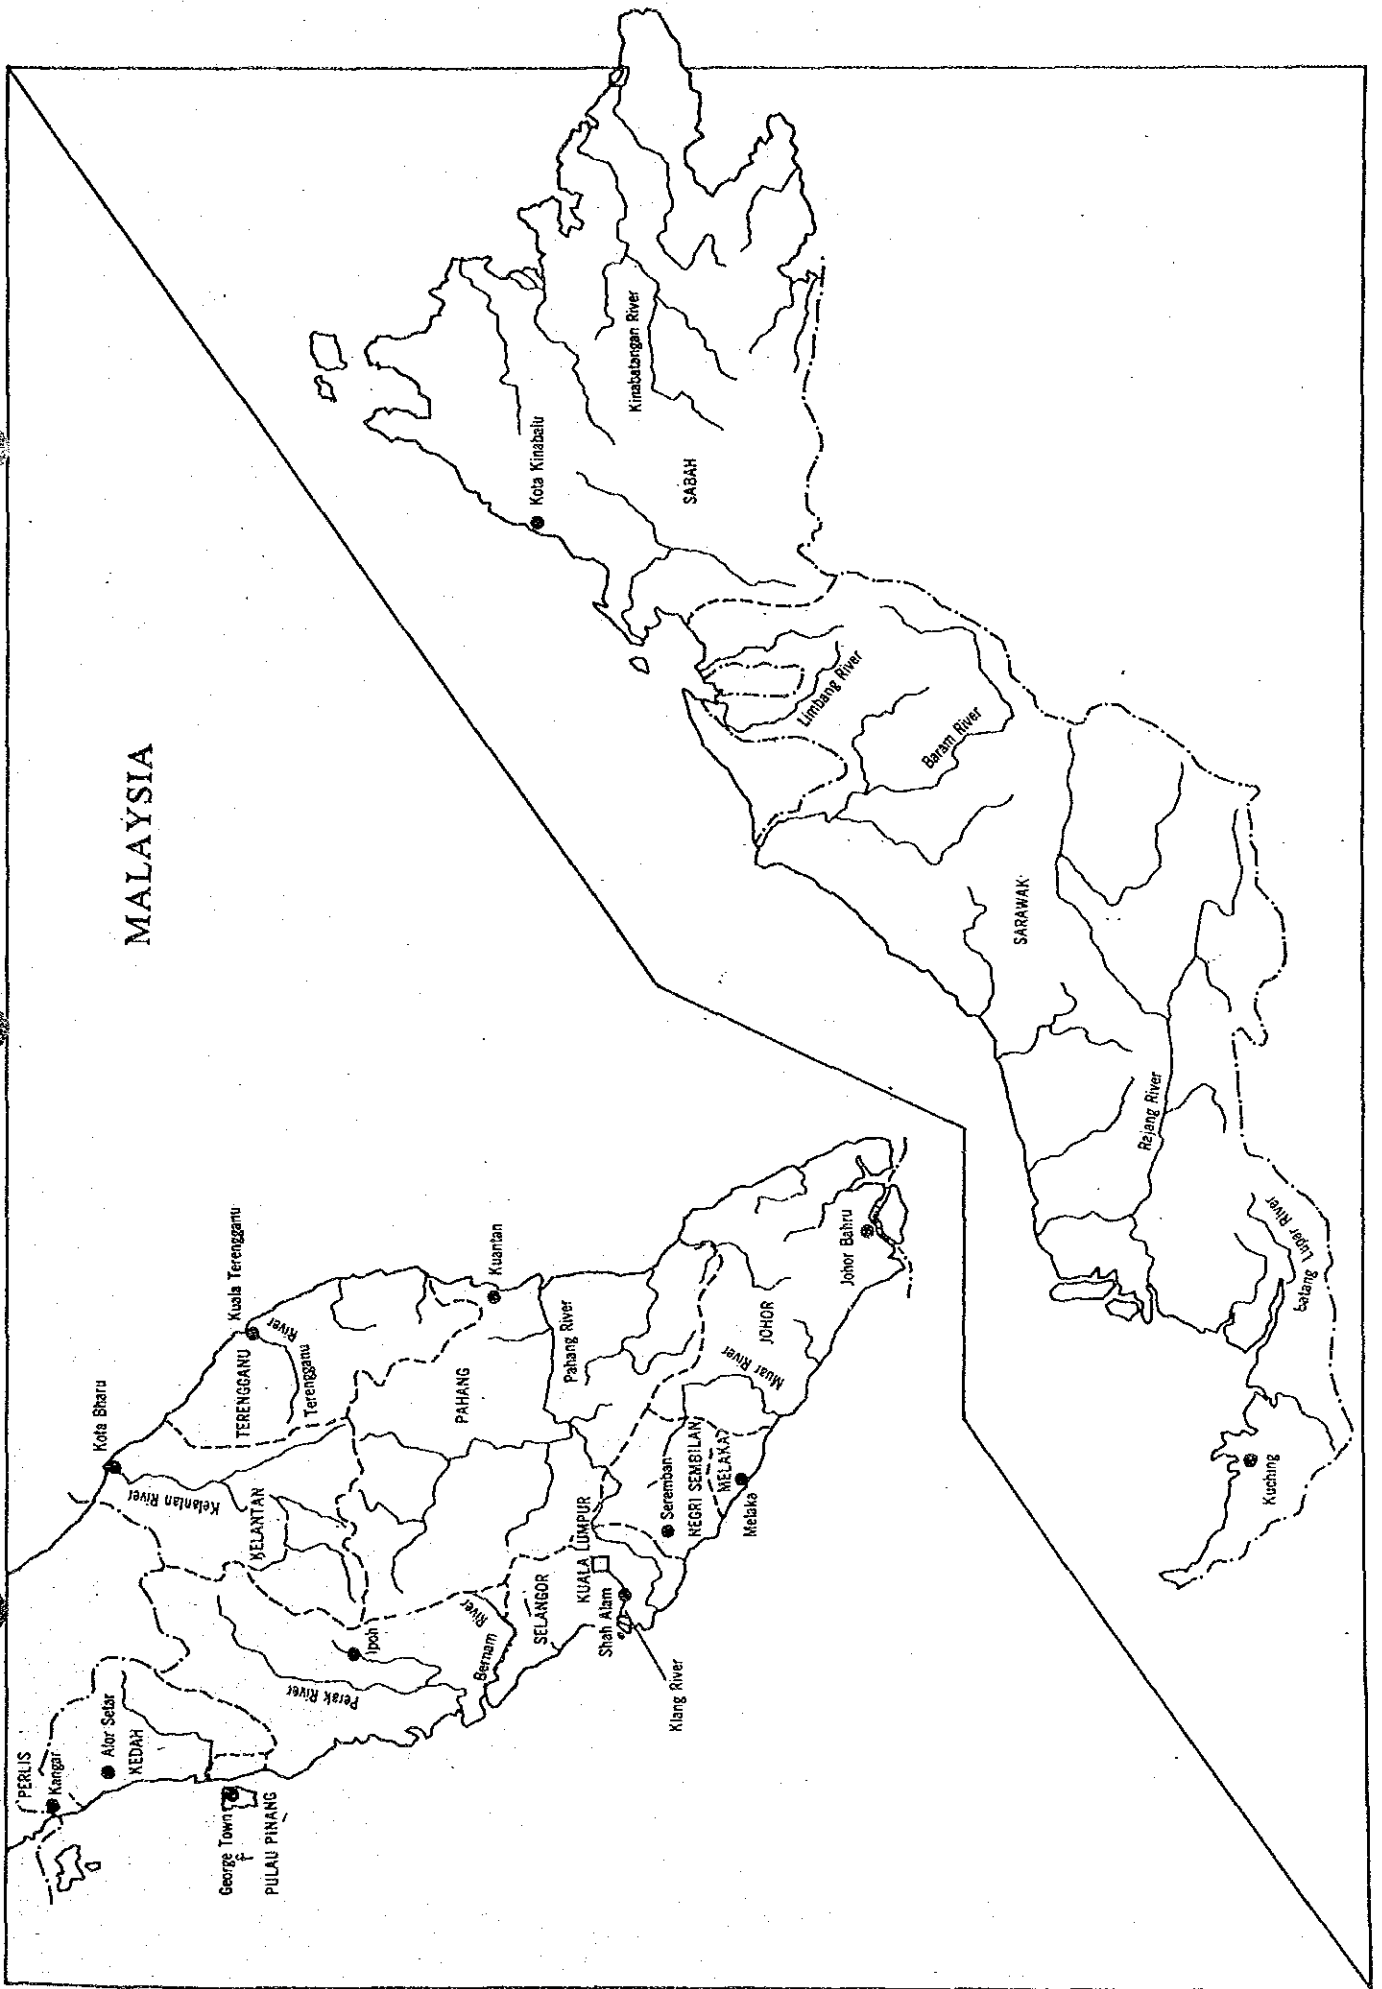 MALAYSIA
PERLIS
Kangar
Alor Setar
KEDAH
George Town
PULAU PINANG
Perak River
Ipoh
Bernam
River
SELANGOR
KUALA LUMPUR
Shah Alam
Klang River
Kota Bharu
Kelantan River
KELANTAN
Kuala Terengganu
TERENGGANU
Terengganu
River
PAHANG
Kuantan
Pahang River
Seremban
NEGRI SEMBILAN
MELAKA
Melaka
Muar River
JOHOR
Johor Bahru
Kota Kinabalu
Kinabatangan River
SABAH
Limbang River
Baram River
SARAWAK
Rajang River
Batang Lupar River
Kuching